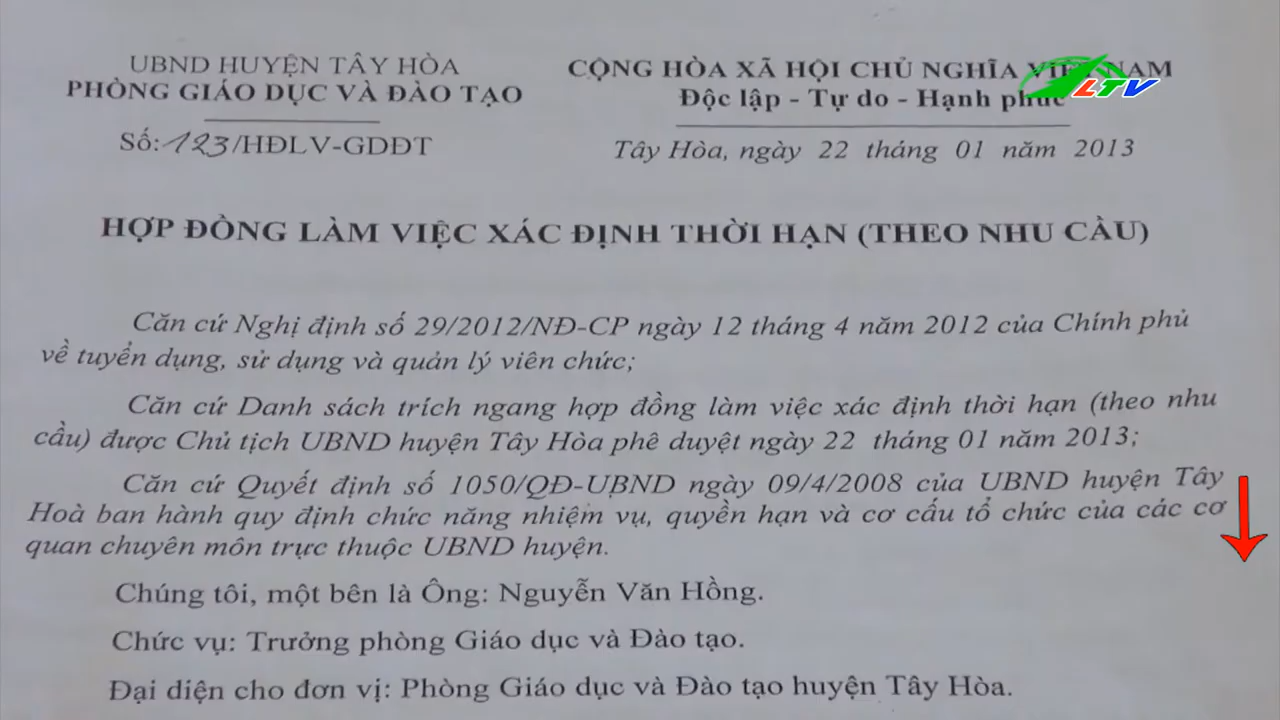 UBND HUYỆN TÂY HÒA
PHÒNG GIÁO DỤC VÀ ĐÀO TẠO
Số: 123/HĐLV-GDĐT
CỘNG HÒA XÃ HỘI CHỦ NGHĨA VIỆT NAM
Độc lập - Tự do - Hạnh phúc
LTV
Tây Hòa, ngày 22 tháng 01 năm 2013
HỢP ĐỒNG LÀM VIỆC XÁC ĐỊNH THỜI HẠN (THEO NHU CẦU)
Căn cứ Nghị định số 29/2012/NĐ-CP ngày 12 tháng 4 năm 2012 của Chính phủ
về tuyển dụng, sử dụng và quản lý viên chức;
Căn cứ Danh sách trích ngang hợp đồng làm việc xác định thời hạn (theo nhu
cầu) được Chủ tịch UBND huyện Tây Hòa phê duyệt ngày 22 tháng 01 năm 2013;
Căn cứ Quyết định số 1050/QĐ-UBND ngày 09/4/2008 của UBND huyện Tây
Hoà ban hành quy định chức năng nhiệm vụ, quyền hạn và cơ cấu tổ chức của các cơ
quan chuyên môn trực thuộc UBND huyện.
Chúng tôi, một bên là Ông: Nguyễn Văn Hồng.
Chức vụ: Trưởng phòng Giáo dục và Đào tạo.
Đại diện cho đơn vị: Phòng Giáo dục và Đào tạo huyện Tây Hòa.